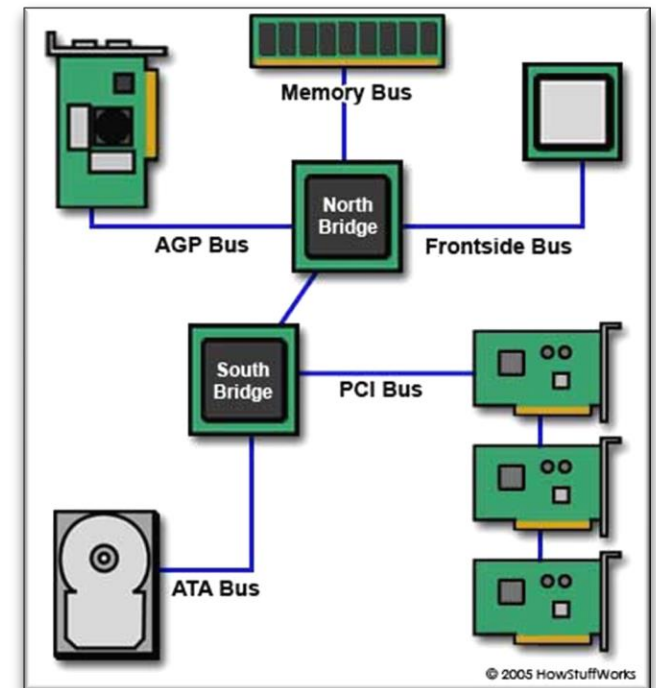 Memory Bus
North
Bridge
AGP Bus
Frontside Bus
South
Bridge
PCI Bus
ATA Bus
© 2005 HowStuffWorks